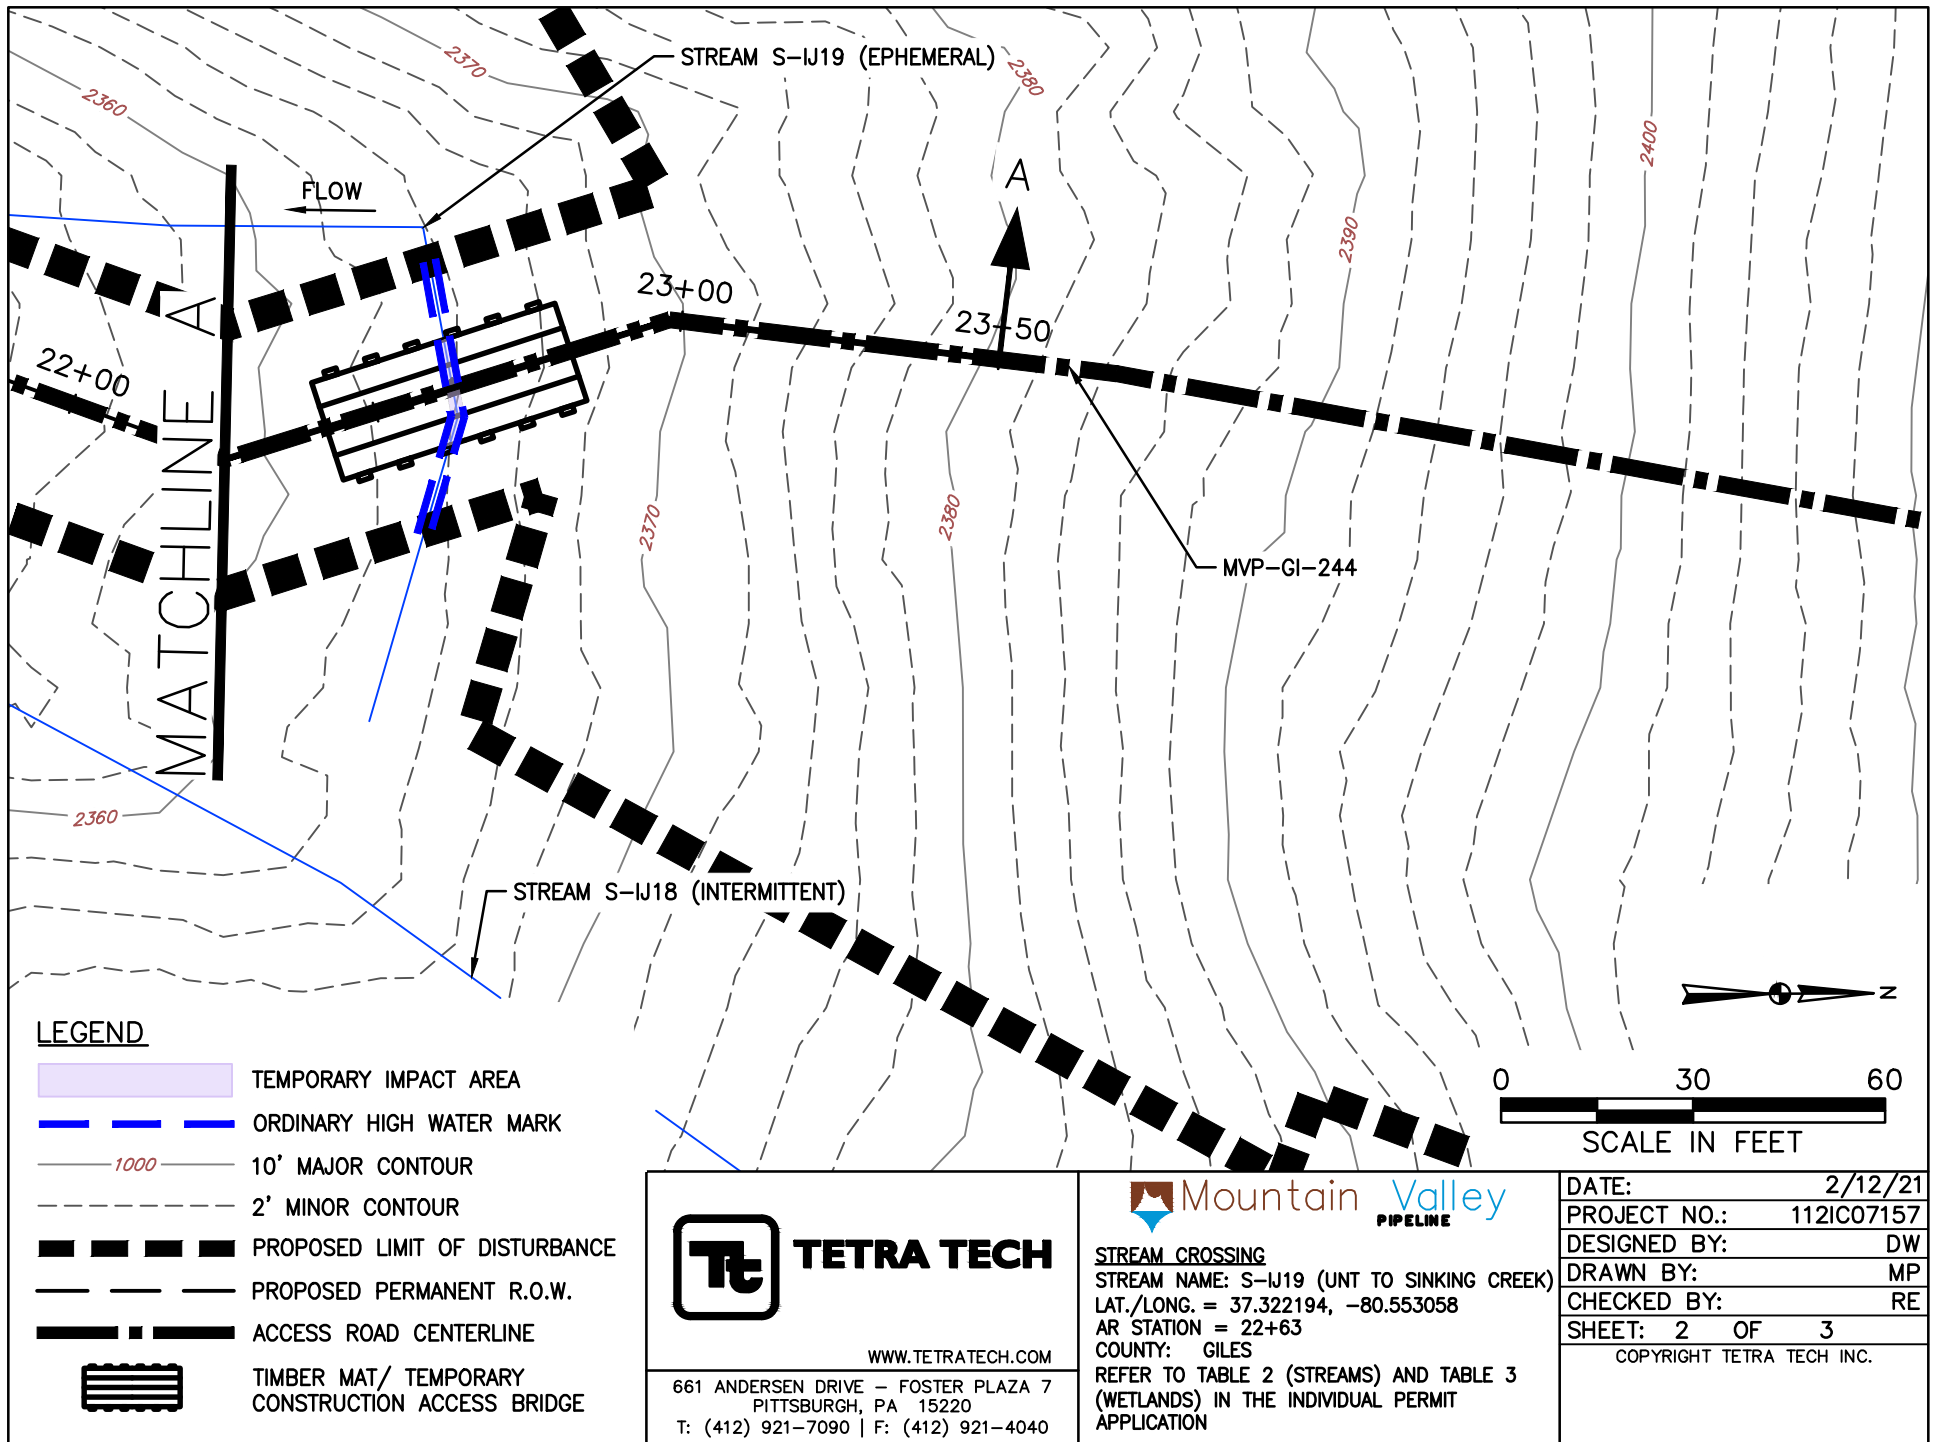 STREAM S-IJ19 (EPHEMERAL)
2370
2380
2360
2400
A
FLOW
2390
23+00
23+50
22+00
MATCHLINE A
2370
2380
MVP-GI-244
2360
STREAM S-IJ18 (INTERMITTENT)
N
LEGEND
TEMPORARY IMPACT AREA
ORDINARY HIGH WATER MARK
1000
10' MAJOR CONTOUR
2' MINOR CONTOUR
PROPOSED LIMIT OF DISTURBANCE
PROPOSED PERMANENT R.O.W.
ACCESS ROAD CENTERLINE
TIMBER MAT/ TEMPORARY
CONSTRUCTION ACCESS BRIDGE
0 30 60
SCALE IN FEET
Tt TETRA TECH
WWW.TETRATECH.COM
661 ANDERSEN DRIVE – FOSTER PLAZA 7
PITTSBURGH, PA 15220
T: (412) 921-7090 | F: (412) 921-4040
Mountain Valley
PIPELINE
STREAM CROSSING
STREAM NAME: S-IJ19 (UNT TO SINKING CREEK)
LAT./LONG. = 37.322194, -80.553058
AR STATION = 22+63
COUNTY: GILES
REFER TO TABLE 2 (STREAMS) AND TABLE 3
(WETLANDS) IN THE INDIVIDUAL PERMIT
APPLICATION
DATE: 2/12/21
PROJECT NO.: 112IC07157
DESIGNED BY: DW
DRAWN BY: MP
CHECKED BY: RE
SHEET: 2 OF 3
COPYRIGHT TETRA TECH INC.